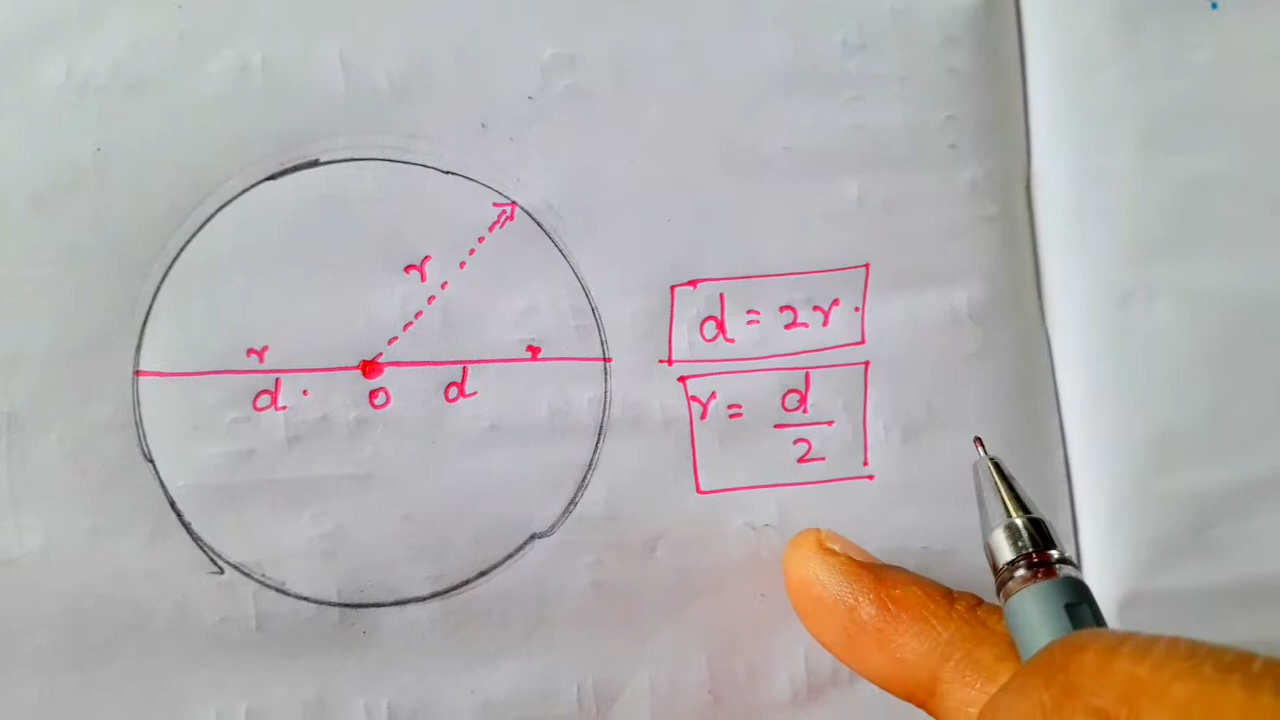 r
r r
d. o d
d = 2r.
r = d/2